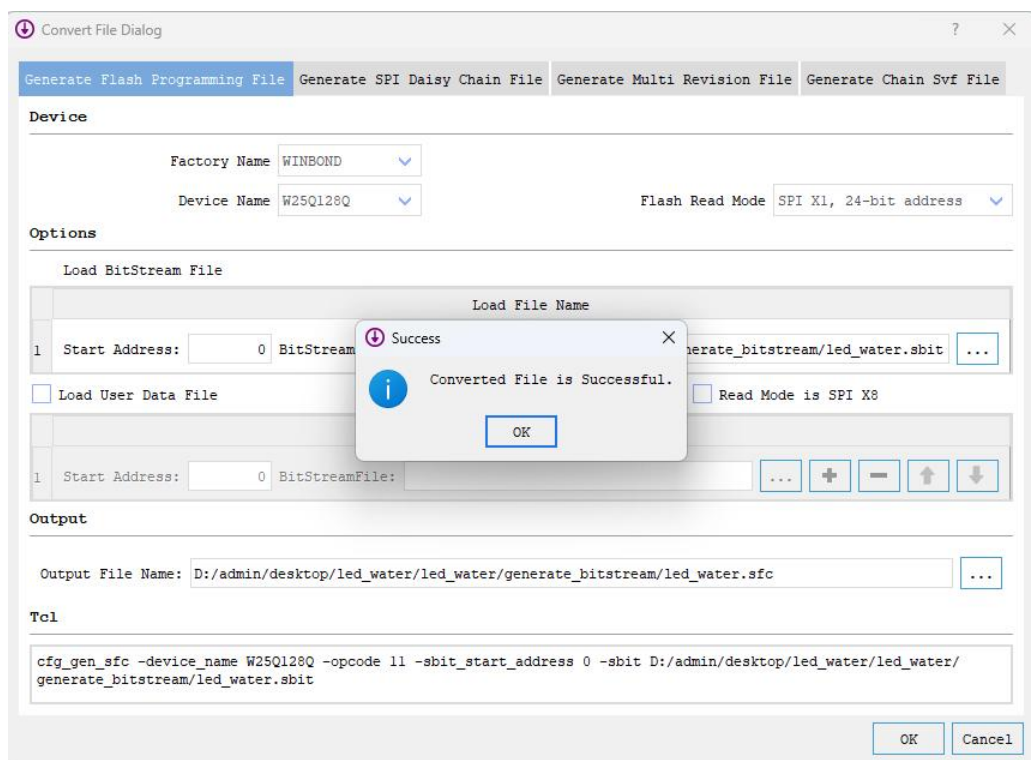 Convert File Dialog
Generate Flash Programming File Generate SPI Daisy Chain File Generate Multi Revision File Generate Chain Svf File
Device
Factory Name WINBOND
Device Name W25Q128Q Flash Read Mode SPI X1, 24-bit address
Options
Load BitStream File
Load File Name
Success
1 Start Address: 0 BitStream erate_bitstream/led_water.sbit ...
Converted File is Successful.
Load User Data File Read Mode is SPI X8
OK
1 Start Address: 0 BitStreamFile: ...
Output
Output File Name: D:/admin/desktop/led_water/led_water/generate_bitstream/led_water.sfc ...
Tcl
cfg_gen_sfc -device_name W25Q128Q -opcode 11 -sbit_start_address 0 -sbit D:/admin/desktop/led_water/led_water/
generate_bitstream/led_water.sbit
OK Cancel